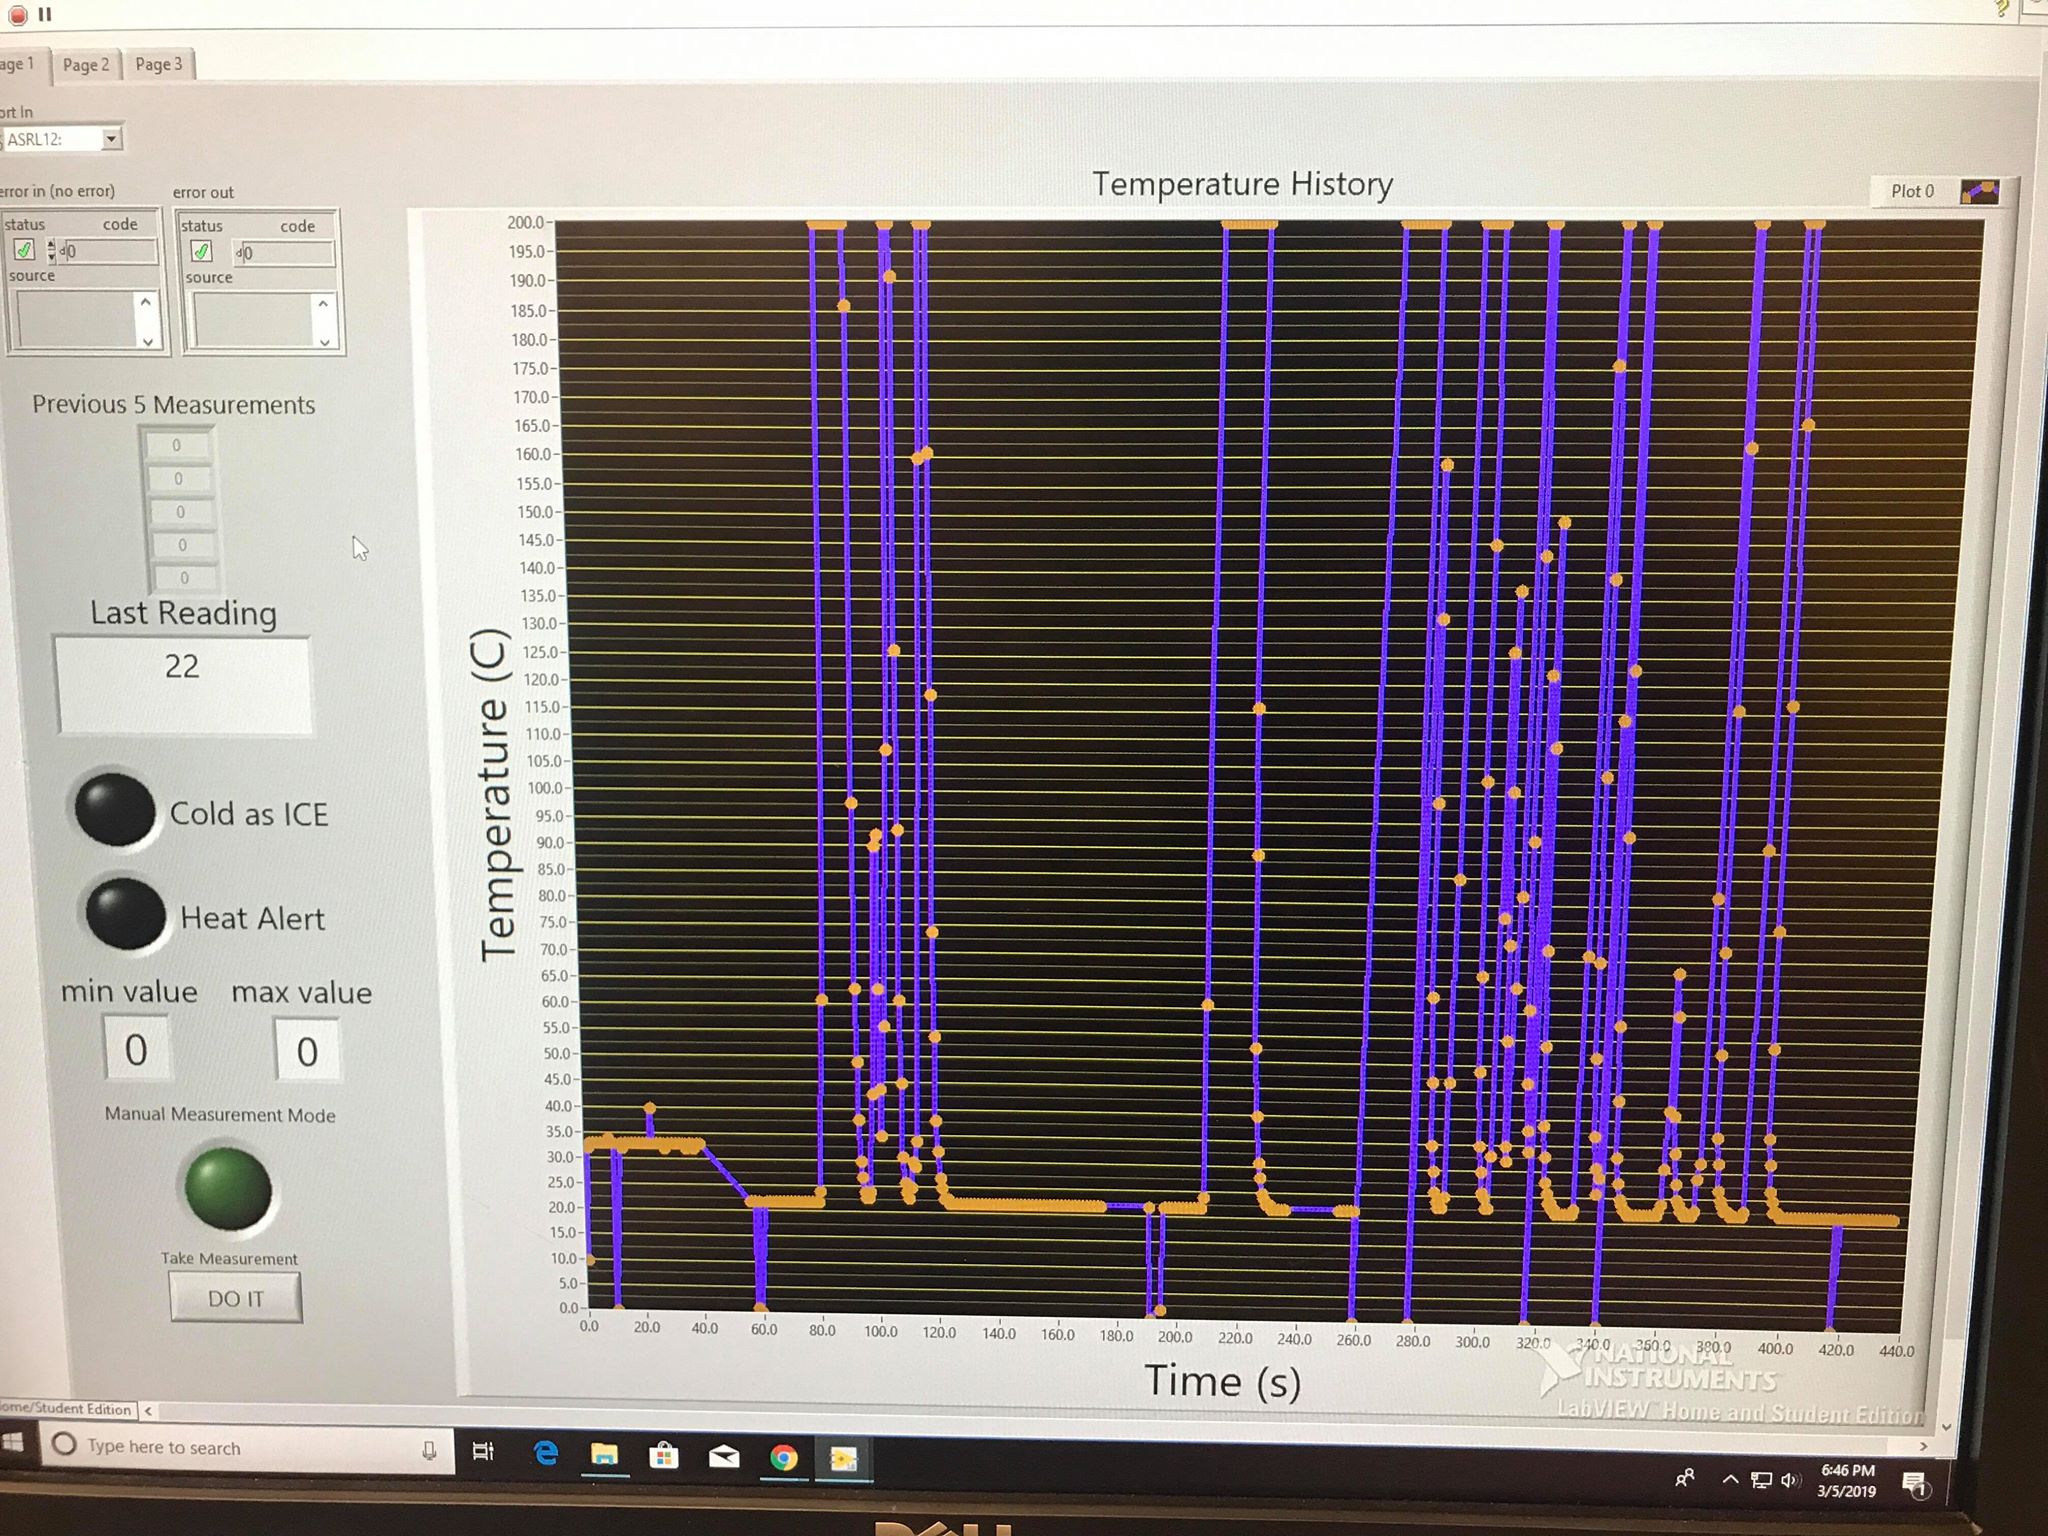 age 1 Page 2 Page 3
ort In
ASRL12:
error in (no error) error out
status code status code
d 0 d 0
source source
Temperature History
Plot 0
Previous 5 Measurements
0
0
0
0
0
Last Reading
22
Cold as ICE
Heat Alert
min value max value
0 0
Manual Measurement Mode
Take Measurement
DO IT
Temperature (C)
200.0
195.0
190.0
185.0
180.0
175.0
170.0
165.0
160.0
155.0
150.0
145.0
140.0
135.0
130.0
125.0
120.0
115.0
110.0
105.0
100.0
95.0
90.0
85.0
80.0
75.0
70.0
65.0
60.0
55.0
50.0
45.0
40.0
35.0
30.0
25.0
20.0
15.0
10.0
5.0
0.0
0.0 20.0 40.0 60.0 80.0 100.0 120.0 140.0 160.0 180.0 200.0 220.0 240.0 260.0 280.0 300.0 320.0 340.0 360.0 380.0 400.0 420.0 440.0
Time (s)
NATIONAL
INSTRUMENTS
LabVIEW Home and Student Edition
ome/Student Edition
Type here to search
6:46 PM
3/5/2019
1
DELL